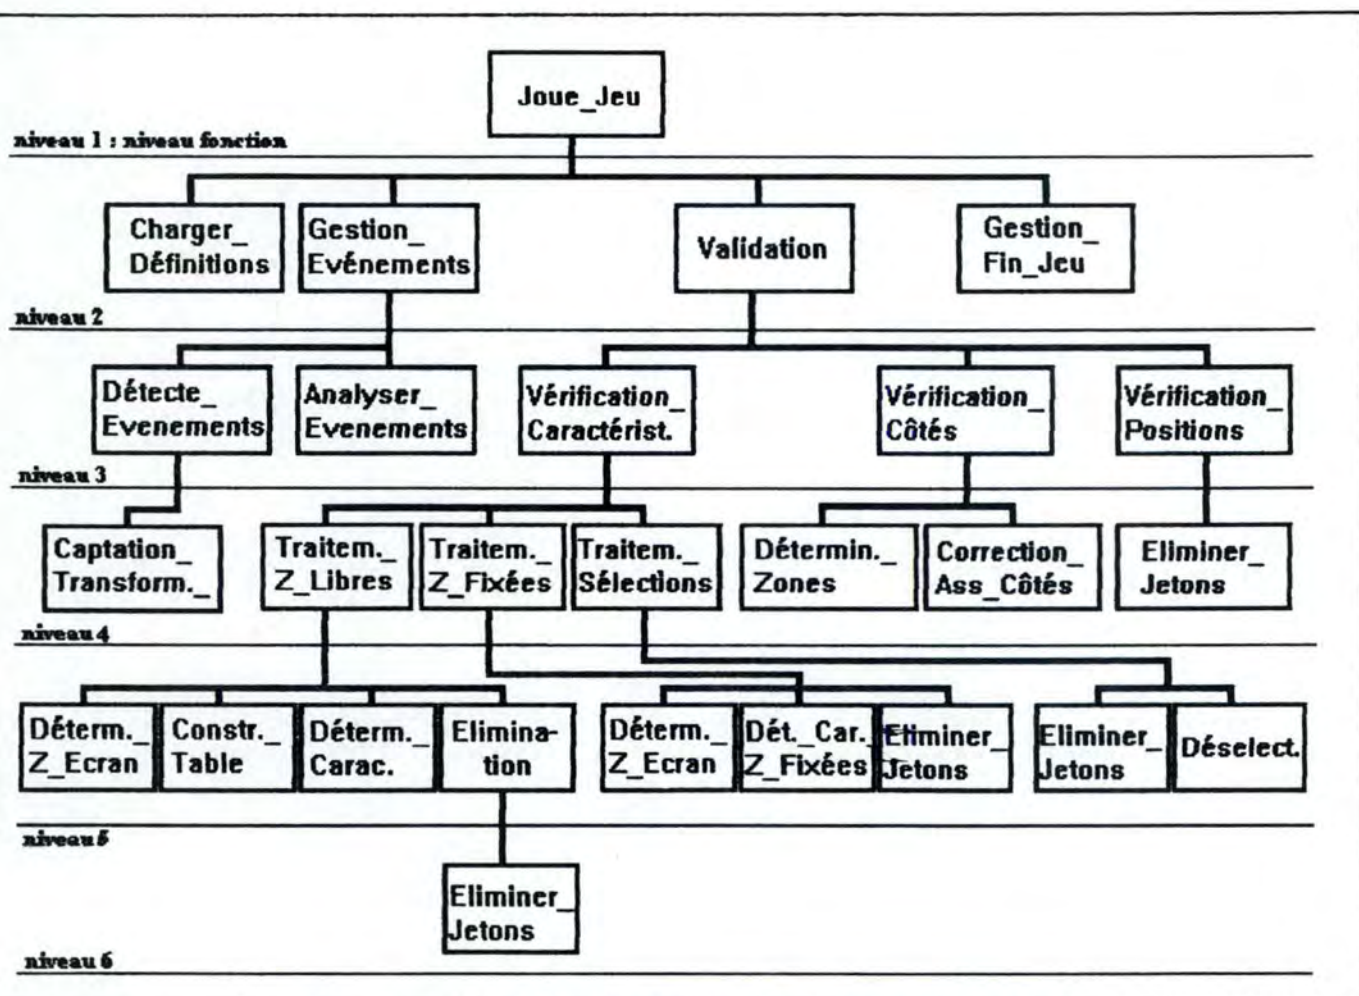 Joue_Jeu
niveau 1 : niveau fonction
Charger_
Définitions
Gestion_
Evénements
Validation
Gestion_
Fin_Jeu
niveau 2
Détecte_
Evenements
Analyser_
Evenements
Vérification_
Caractérist.
Vérification_
Côtés
Vérification_
Positions
niveau 3
Captation_
Transform._
Traitem._
Z_Libres
Traitem._
Z_Fixées
Traitem._
Sélections
Détermin._
Zones
Correction_
Ass_Côtés
Eliminer_
Jetons
niveau 4
Déterm._
Z_Ecran
Constr._
Table
Déterm._
Carac.
Elimina-
tion
Déterm._
Z_Ecran
Dét._Car._
Z_Fixées
Eliminer_
Jetons
Eliminer_
Jetons
Déselect.
niveau 5
Eliminer_
Jetons
niveau 6